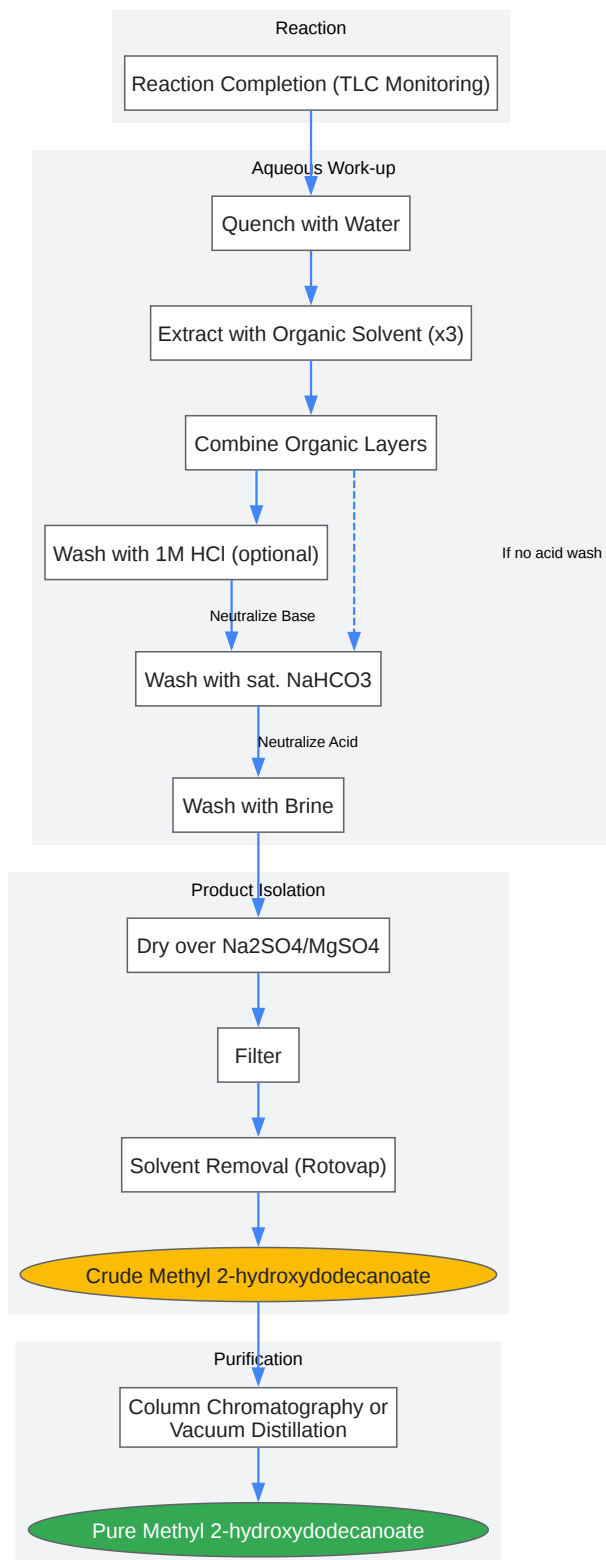 Reaction
Reaction Completion (TLC Monitoring)
Aqueous Work-up
Quench with Water
Extract with Organic Solvent (x3)
Combine Organic Layers
Wash with 1M HCl (optional)
If no acid wash
Neutralize Base
Wash with sat. NaHCO3
Neutralize Acid
Wash with Brine
Product Isolation
Dry over Na2SO4/MgSO4
Filter
Solvent Removal (Rotovap)
Crude Methyl 2-hydroxydodecanoate
Purification
Column Chromatography or
Vacuum Distillation
Pure Methyl 2-hydroxydodecanoate